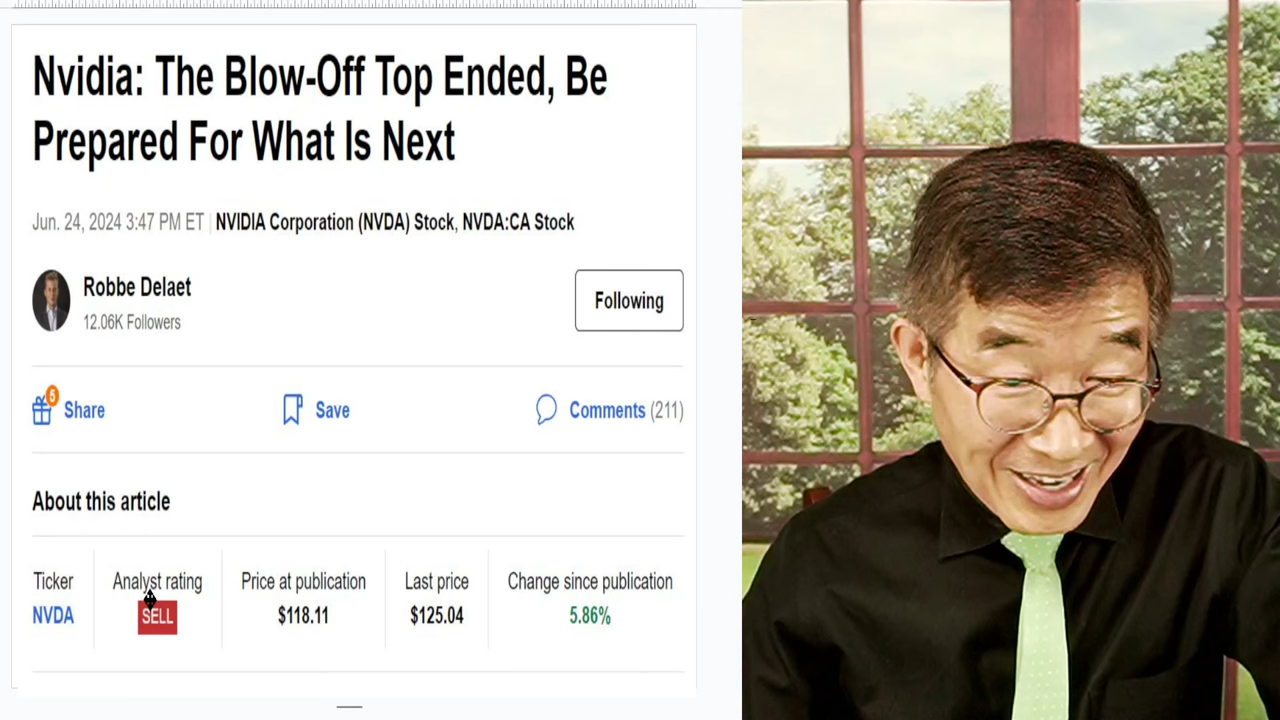 Nvidia: The Blow-Off Top Ended, Be
Prepared For What Is Next
Jun. 24, 2024 3:47 PM ET | NVIDIA Corporation (NVDA) Stock, NVDA:CA Stock
Robbe Delaet
12.06K Followers
Following
5
Share
Save
Comments (211)
About this article
Ticker
Analyst rating
Price at publication
Last price
Change since publication
NVDA
SELL
$118.11
$125.04
5.86%